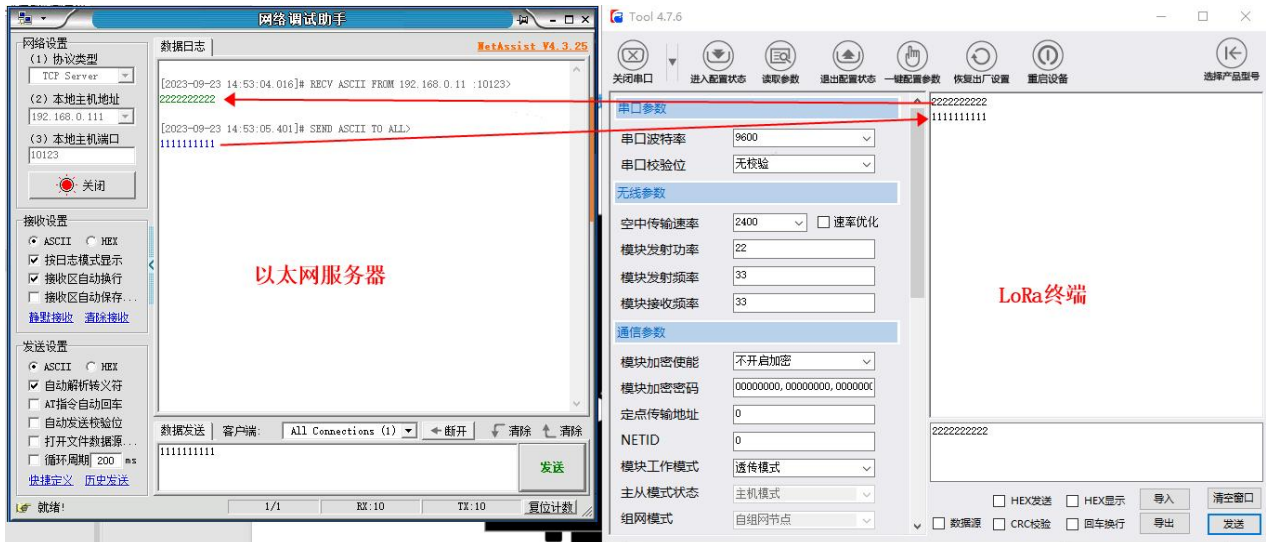 网络调试助手
网络设置
(1) 协议类型
TCP Server
(2) 本地主机地址
192.168.0.111
(3) 本地主机端口
10123
关闭
接收设置
ASCII HEX
按日志模式显示
接收区自动换行
接收区自动保存...
静默接收 清除接收
发送设置
ASCII HEX
自动解析转义符
AT指令自动回车
自动发送校验位
打开文件数据源...
循环周期 200 ms
快捷定义 历史发送
就绪!
数据日志
NetAssist V4.3.25
[2023-09-23 14:53:04.016]# RECV ASCII FROM 192.168.0.11 :10123>
2222222222
[2023-09-23 14:53:05.401]# SEND ASCII TO ALL>
1111111111
以太网服务器
数据发送 客户端: All Connections (1) 断开 清除 清除
1111111111
发送
1/1 RX:10 TX:10 复位计数
Tool 4.7.6
关闭串口 进入配置状态 读取参数 退出配置状态 一键配置参数 恢复出厂设置 重启设备 选择产品型号
串口参数
串口波特率 9600
串口校验位 无校验
无线参数
空中传输速率 2400 速率优化
模块发射功率 22
模块发射频率 33
模块接收频率 33
通信参数
模块加密使能 不开启加密
模块加密密码 00000000,00000000,0000000(
定点传输地址 0
NETID 0
模块工作模式 透传模式
主从模式状态 主机模式
组网模式 自组网节点
2222222222
1111111111
LoRa终端
2222222222
HEX发送 HEX显示 导入 清空窗口
数据源 CRC校验 回车换行 导出 发送